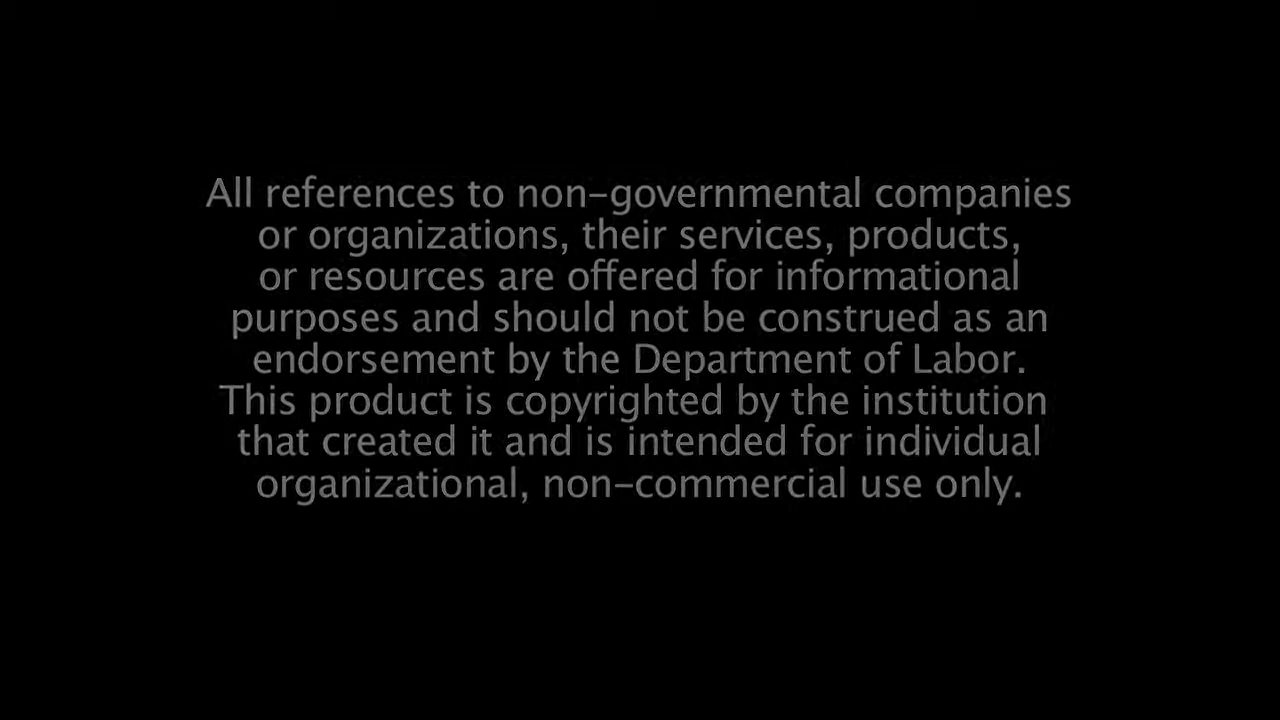 All references to non-governmental companies
or organizations, their services, products,
or resources are offered for informational
purposes and should not be construed as an
endorsement by the Department of Labor.
This product is copyrighted by the institution
that created it and is intended for individual
organizational, non-commercial use only.